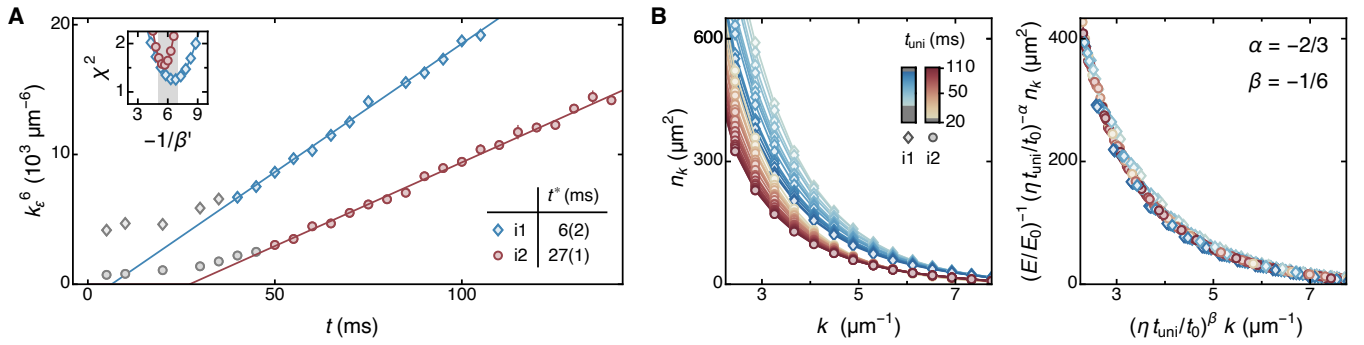 A
k_ε^6 (10^3 μm^-6)
20
10
0
0
50
100
t (ms)
χ^2
2
1
3
6
9
-1/β'
t* (ms)
i1 6(2)
i2 27(1)
B
n_k (μm^2)
600
300
0
3
5
7
k (μm^-1)
t_uni (ms)
110
50
20
i1 i2
(E/E_0)^-1 (η t_uni/t_0)^-α n_k (μm^2)
400
200
0
3
5
7
(η t_uni/t_0)^β k (μm^-1)
α = -2/3
β = -1/6